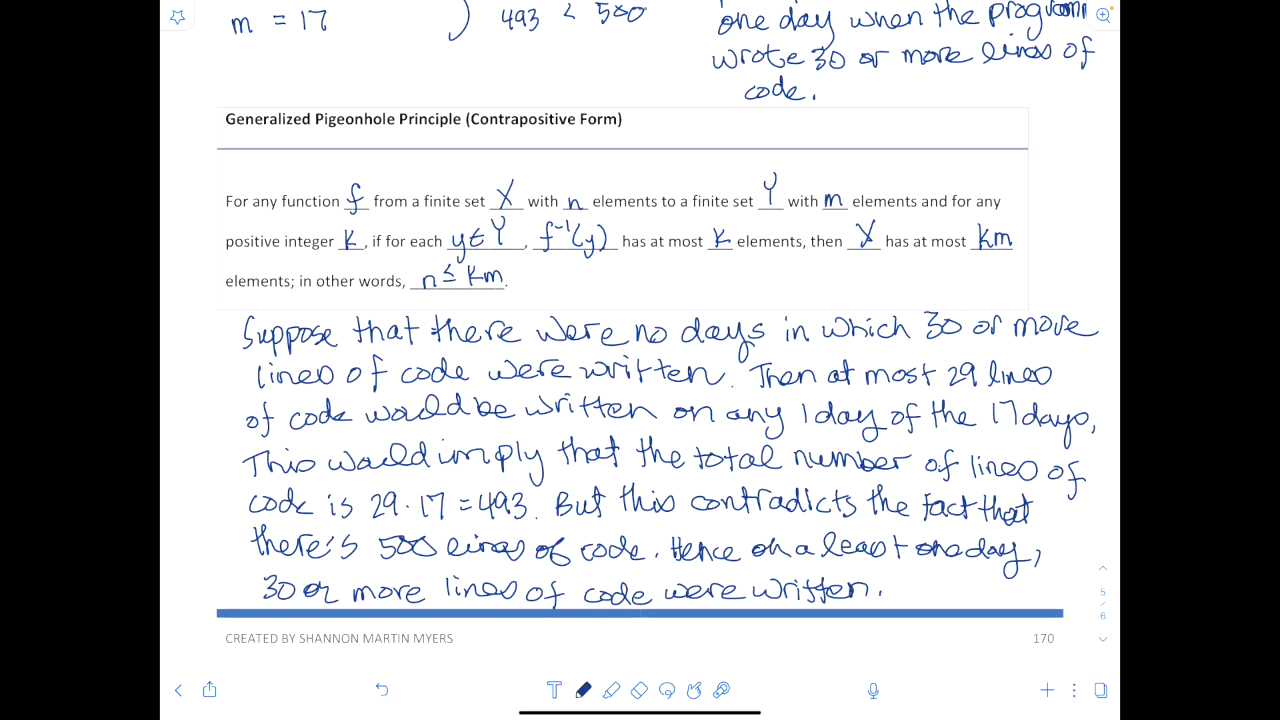 m = 17 ) 493 < 500 one day when the programm
wrote 30 or more lines of
code.
Generalized Pigeonhole Principle (Contrapositive Form)
For any function f from a finite set X with n elements to a finite set Y with m elements and for any
positive integer k, if for each y∈Y, f⁻¹(y) has at most k elements, then X has at most km
elements; in other words, n ≤ km.
Suppose that there were no days in which 30 or more
lines of code were written. Then at most 29 lines
of code would be written on any 1 day of the 17 days,
This would imply that the total number of lines of
code is 29·17 = 493. But this contradicts the fact that
there's 500 lines of code. Hence on a least one day,
30 or more lines of code were written.
CREATED BY SHANNON MARTIN MYERS 170
5
/
6
T